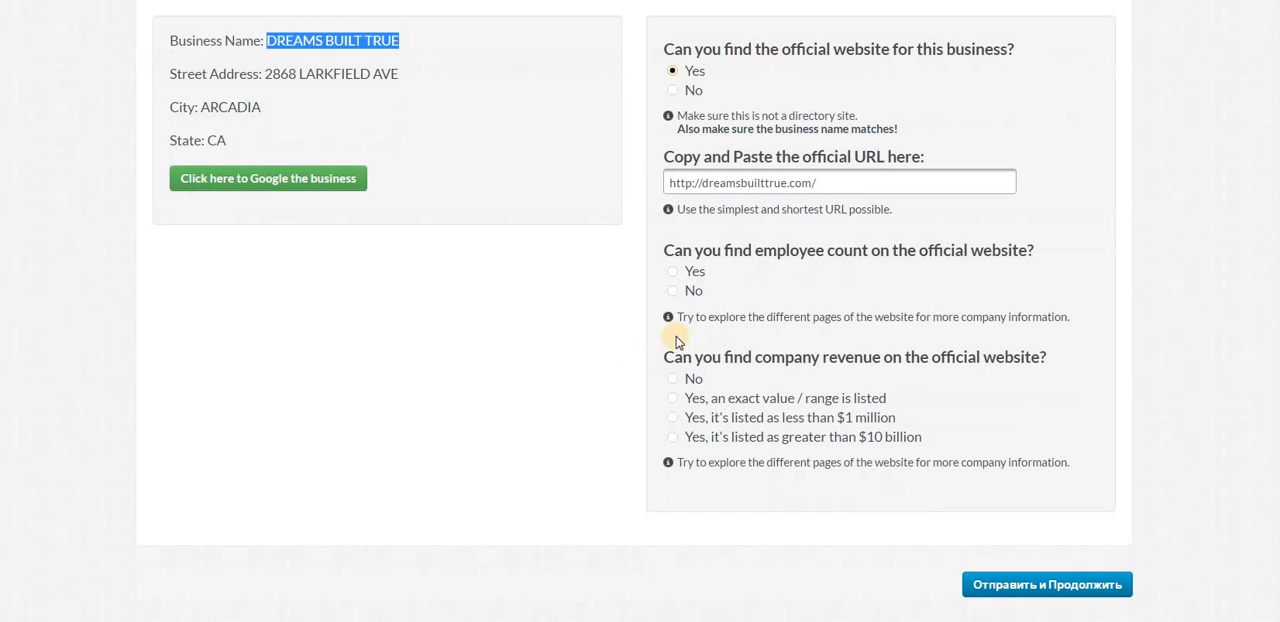 Business Name: DREAMS BUILT TRUE
Street Address: 2868 LARKFIELD AVE
City: ARCADIA
State: CA
Click here to Google the business
Can you find the official website for this business?
Yes
No
Make sure this is not a directory site.
Also make sure the business name matches!
Copy and Paste the official URL here:
http://dreamsbuilttrue.com/
Use the simplest and shortest URL possible.
Can you find employee count on the official website?
Yes
No
Try to explore the different pages of the website for more company information.
Can you find company revenue on the official website?
No
Yes, an exact value / range is listed
Yes, it's listed as less than $1 million
Yes, it's listed as greater than $10 billion
Try to explore the different pages of the website for more company information.
Отправить и Продолжить